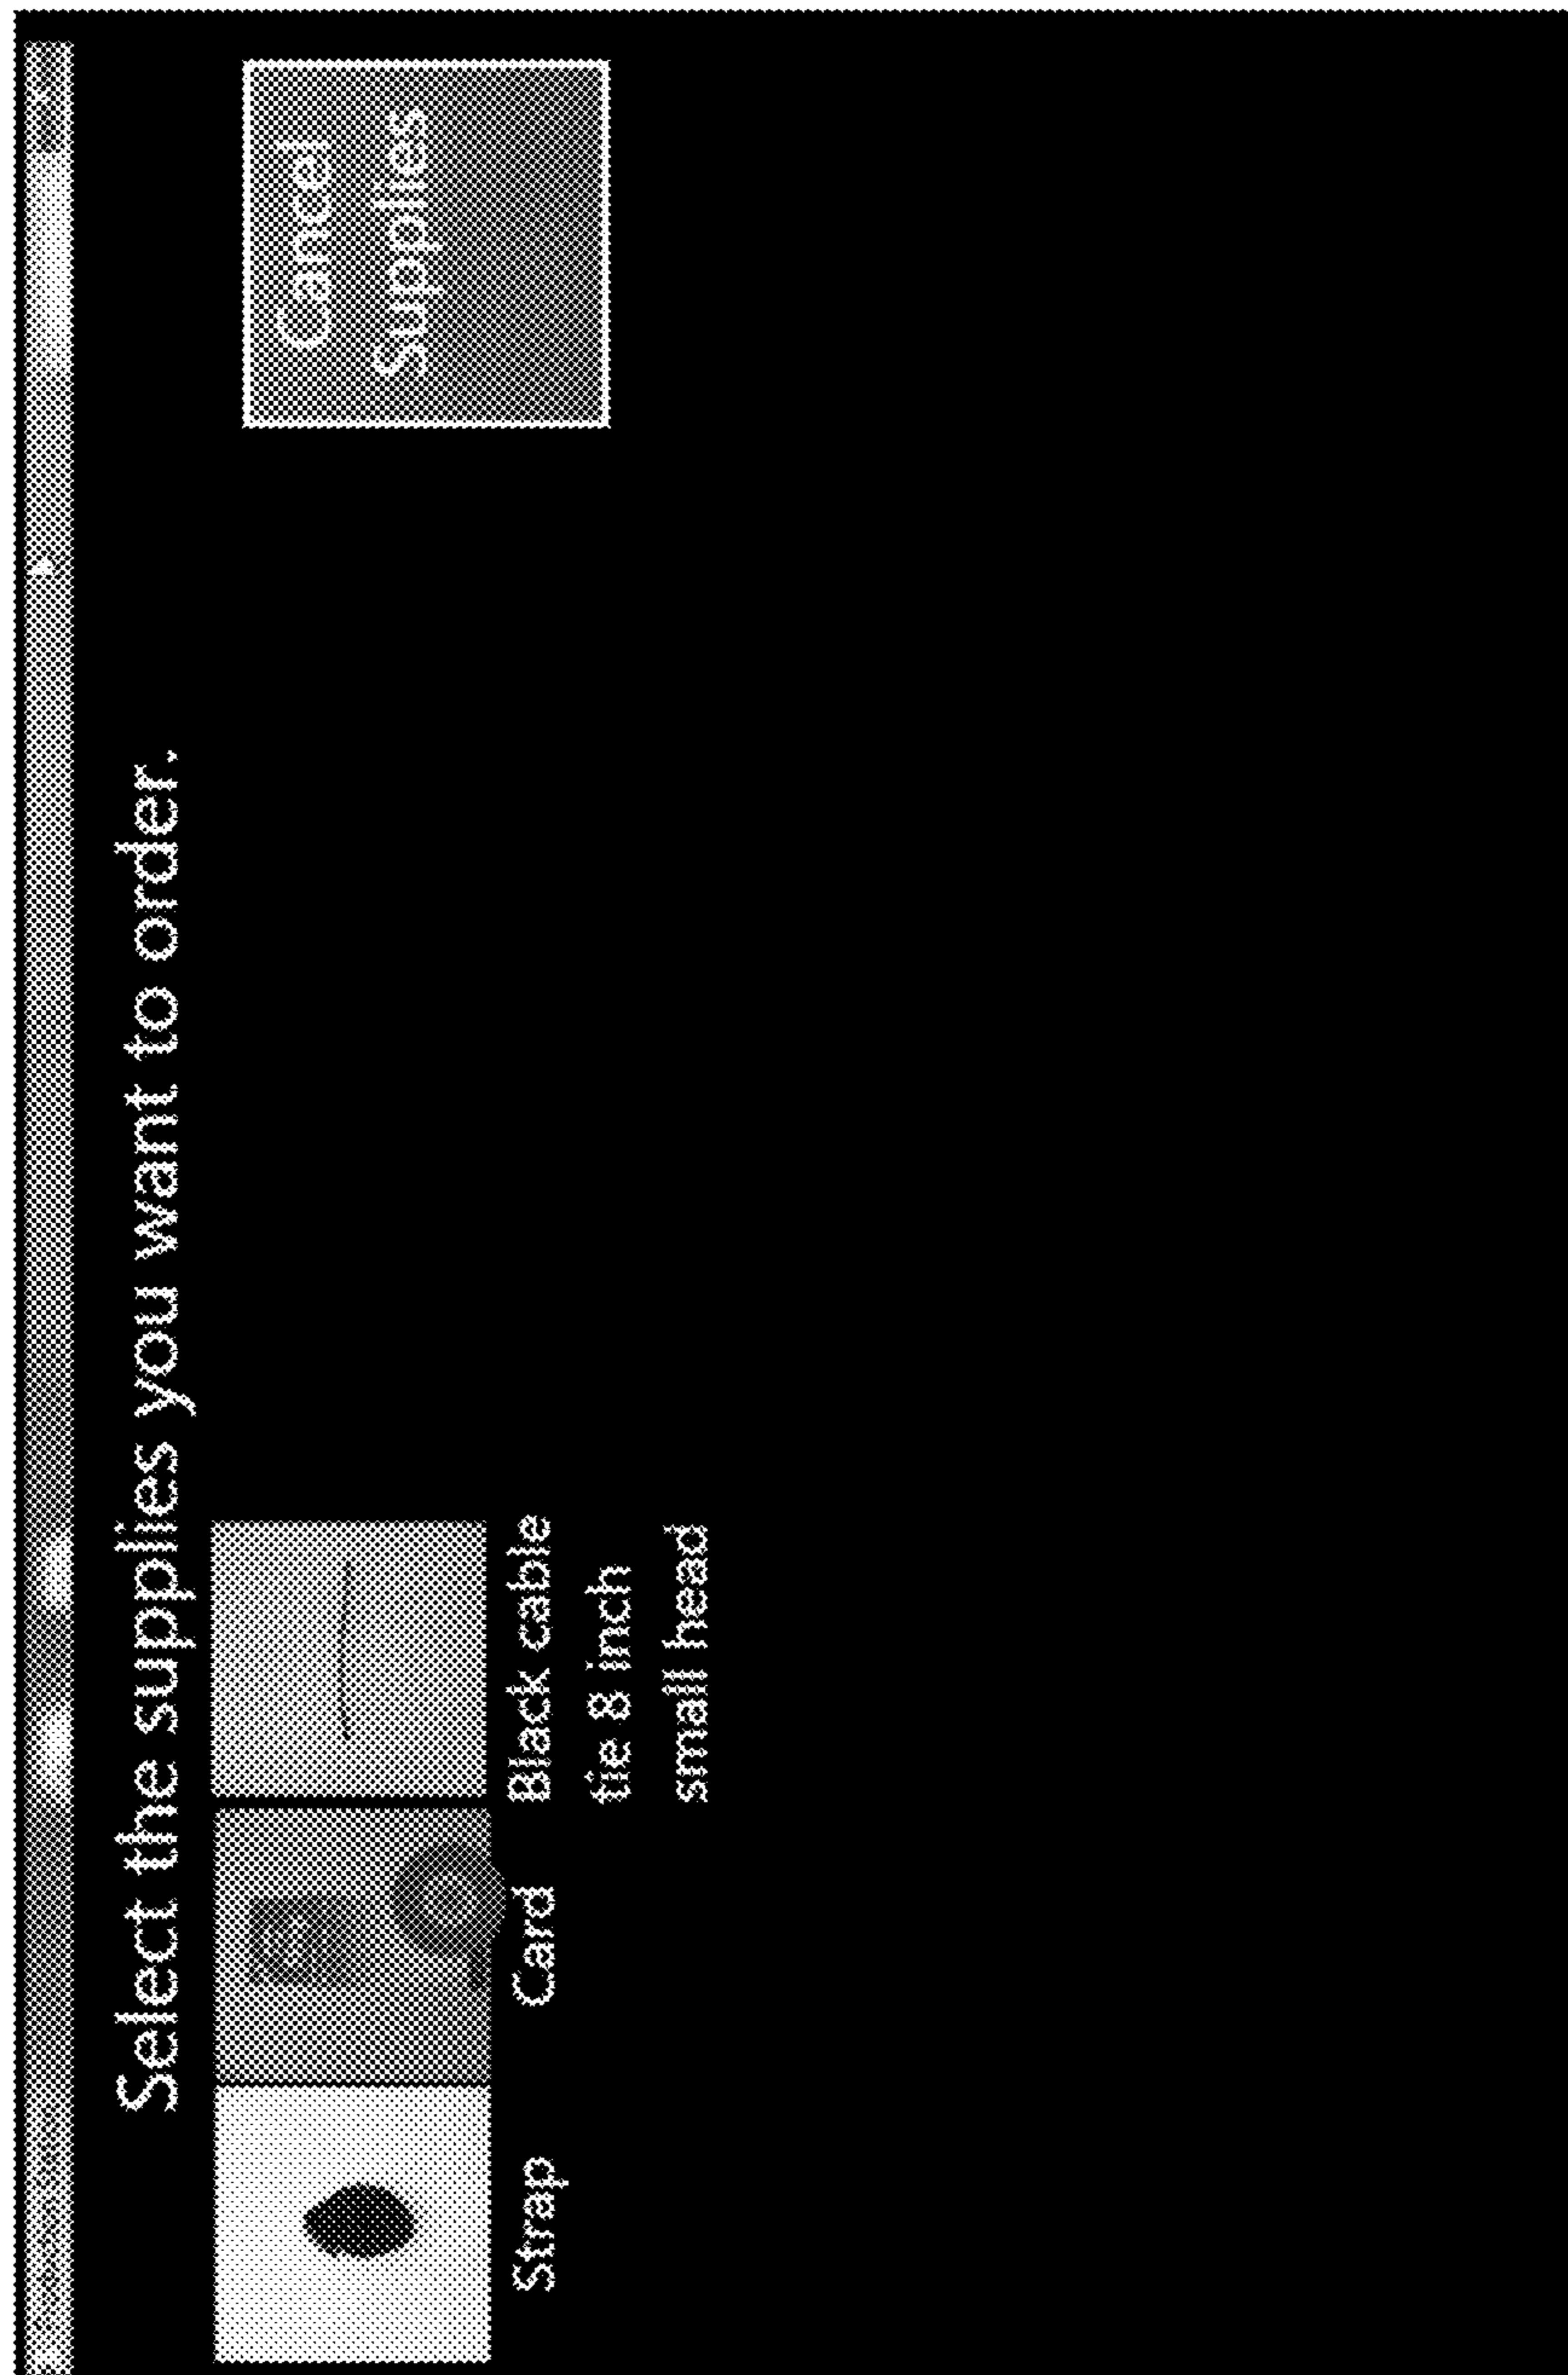 Select the supplies you want to order.
Cancel
Supplies
Strap
Card
Black cable
tie 8 inch
small head